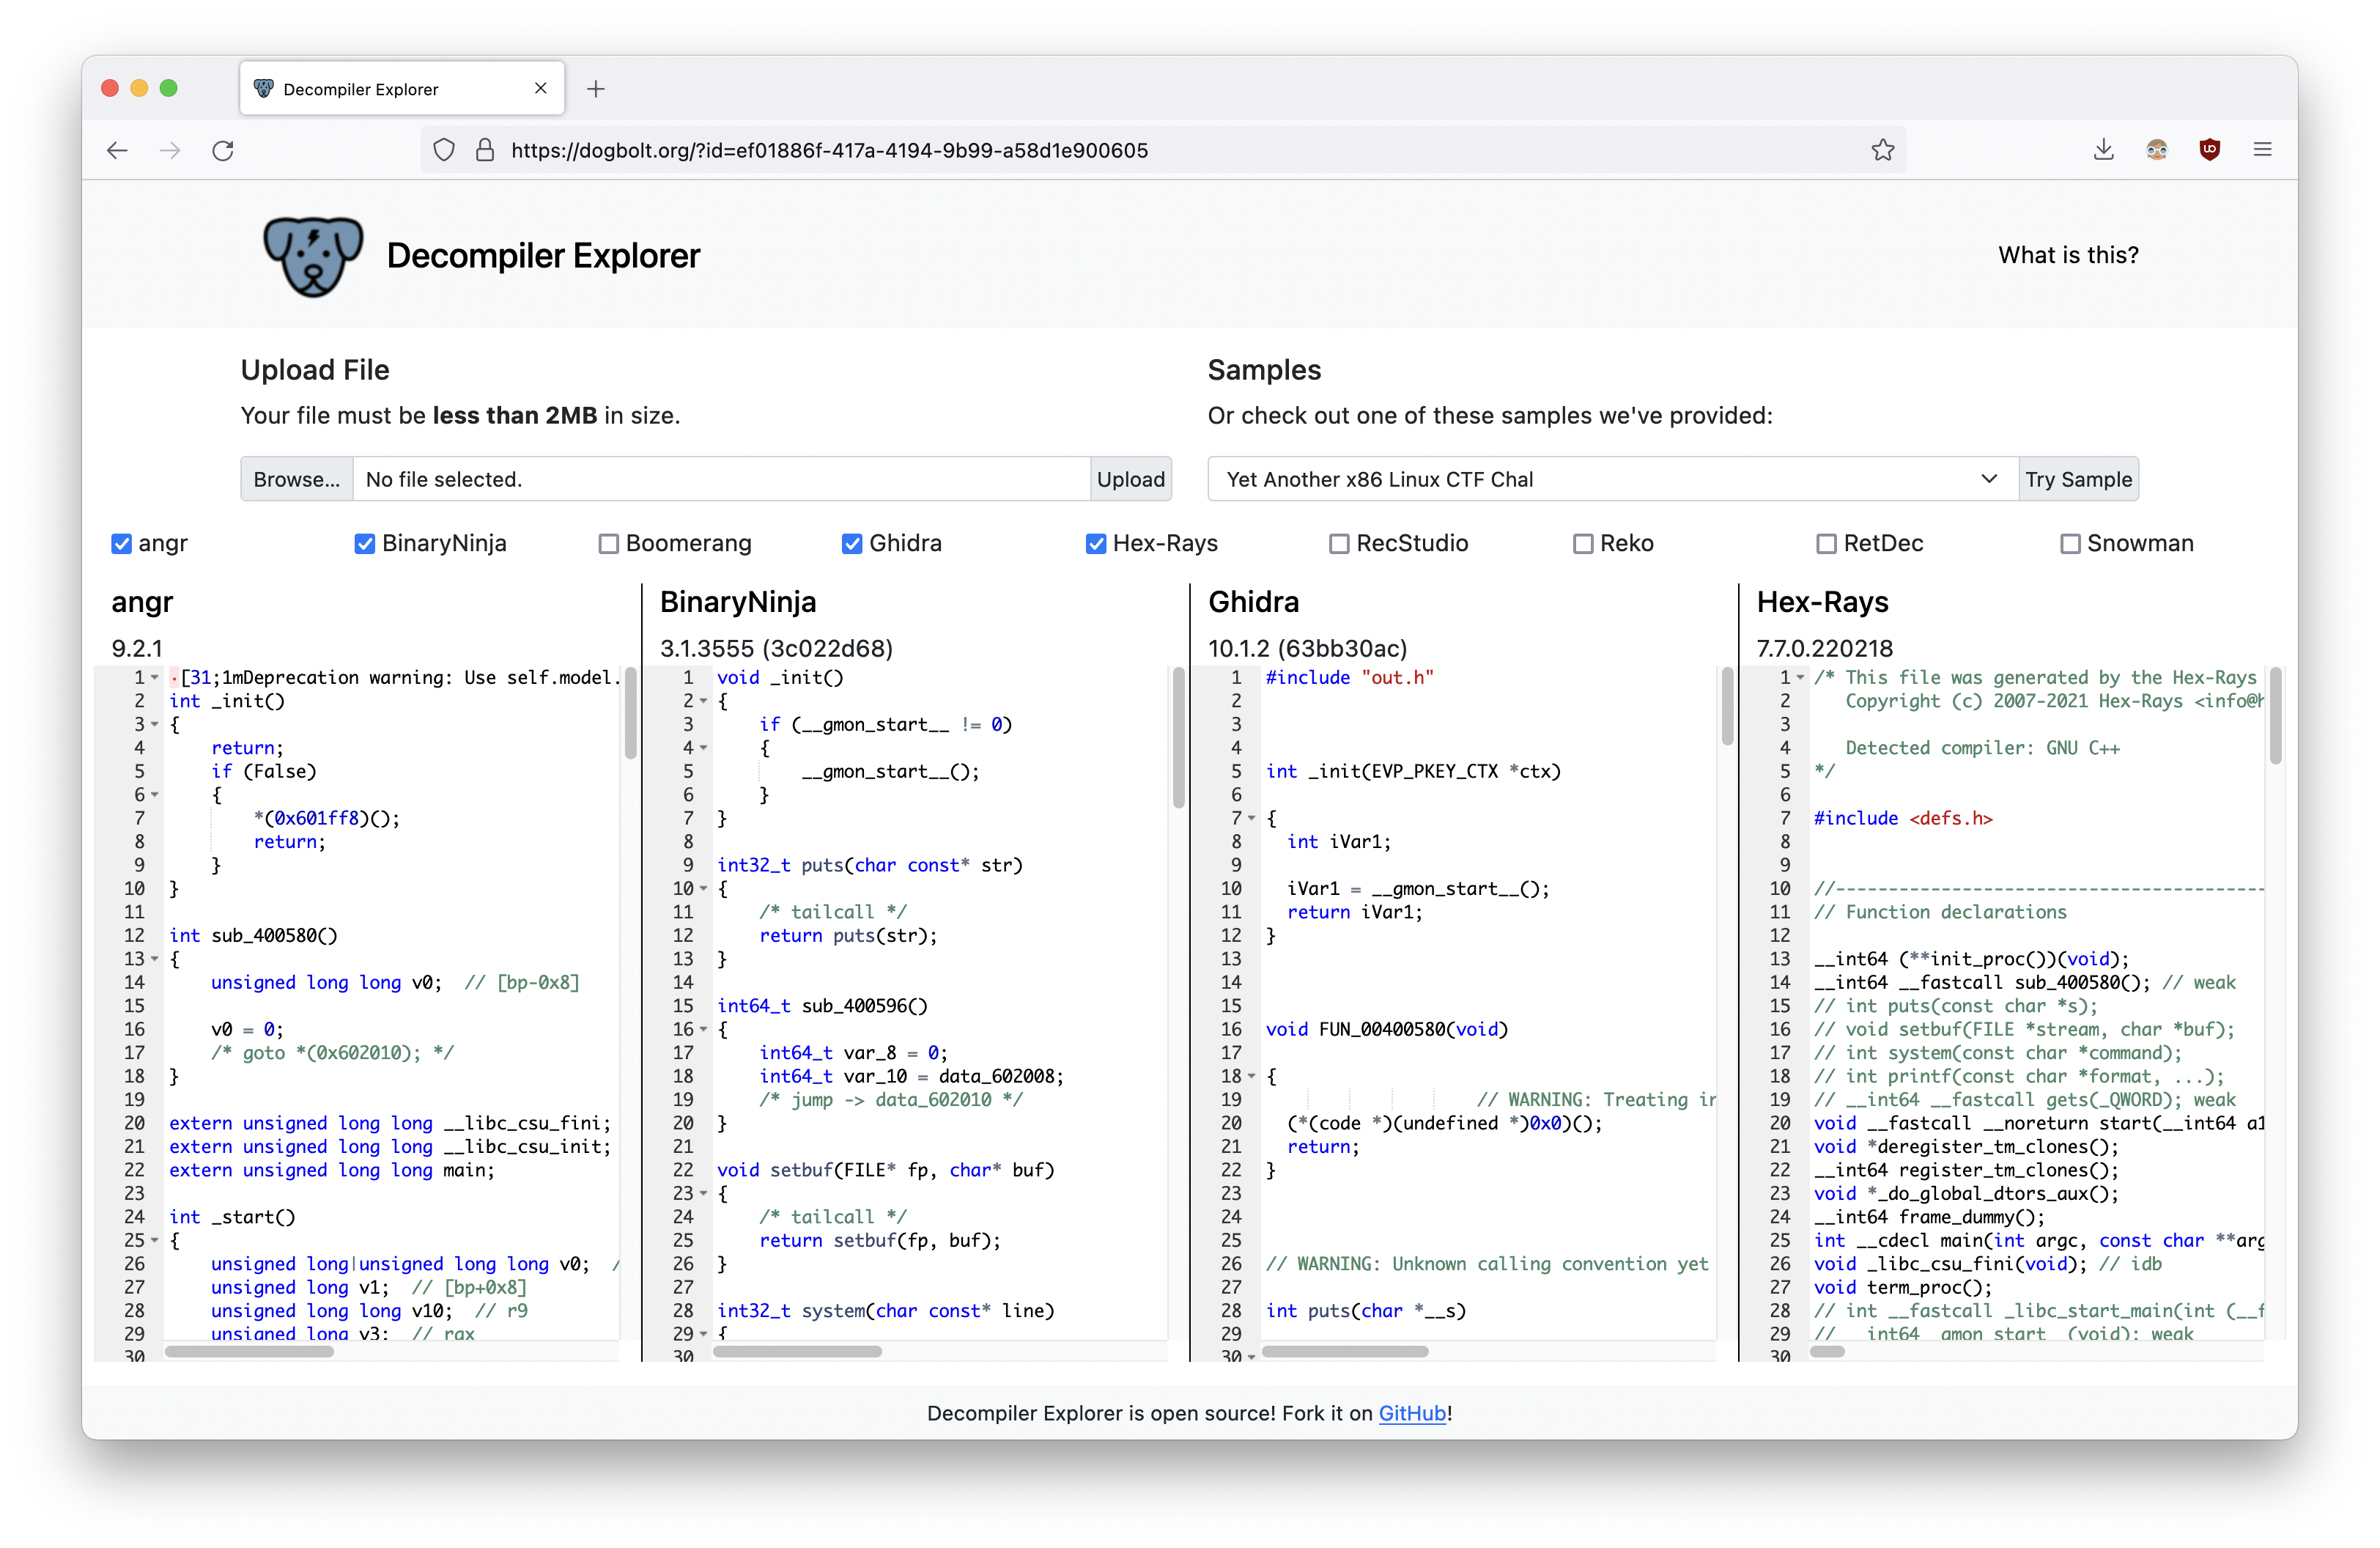 Decompiler Explorer
https://dogbolt.org/?id=ef01886f-417a-4194-9b99-a58d1e900605
Decompiler Explorer
What is this?
Upload File
Your file must be less than 2MB in size.
Browse... No file selected. Upload
Samples
Or check out one of these samples we've provided:
Yet Another x86 Linux CTF Chal Try Sample
angr BinaryNinja Boomerang Ghidra Hex-Rays RecStudio Reko RetDec Snowman
angr
9.2.1
1 ·[31;1mDeprecation warning: Use self.model.
2 int _init()
3 {
4     return;
5     if (False)
6     {
7         *(0x601ff8)();
8         return;
9     }
10 }
11
12 int sub_400580()
13 {
14     unsigned long long v0;  // [bp-0x8]
15
16     v0 = 0;
17     /* goto *(0x602010); */
18 }
19
20 extern unsigned long long __libc_csu_fini;
21 extern unsigned long long __libc_csu_init;
22 extern unsigned long long main;
23
24 int _start()
25 {
26     unsigned long|unsigned long long v0;  /
27     unsigned long v1;  // [bp+0x8]
28     unsigned long long v10;  // r9
29     unsigned long v3;  // rax
30
BinaryNinja
3.1.3555 (3c022d68)
1 void _init()
2 {
3     if (__gmon_start__ != 0)
4     {
5         __gmon_start__();
6     }
7 }
8
9 int32_t puts(char const* str)
10 {
11     /* tailcall */
12     return puts(str);
13 }
14
15 int64_t sub_400596()
16 {
17     int64_t var_8 = 0;
18     int64_t var_10 = data_602008;
19     /* jump -> data_602010 */
20 }
21
22 void setbuf(FILE* fp, char* buf)
23 {
24     /* tailcall */
25     return setbuf(fp, buf);
26 }
27
28 int32_t system(char const* line)
29 {
30
Ghidra
10.1.2 (63bb30ac)
1 #include "out.h"
2
3
4
5 int _init(EVP_PKEY_CTX *ctx)
6
7 {
8   int iVar1;
9
10   iVar1 = __gmon_start__();
11   return iVar1;
12 }
13
14
15
16 void FUN_00400580(void)
17
18 {
19                     // WARNING: Treating ir
20   (*(code *)(undefined *)0x0)();
21   return;
22 }
23
24
25
26 // WARNING: Unknown calling convention yet
27
28 int puts(char *__s)
29
30
Hex-Rays
7.7.0.220218
1 /* This file was generated by the Hex-Rays
2    Copyright (c) 2007-2021 Hex-Rays <info@h
3
4    Detected compiler: GNU C++
5 */
6
7 #include <defs.h>
8
9
10 //----------------------------------------
11 // Function declarations
12
13 __int64 (**init_proc())(void);
14 __int64 __fastcall sub_400580(); // weak
15 // int puts(const char *s);
16 // void setbuf(FILE *stream, char *buf);
17 // int system(const char *command);
18 // int printf(const char *format, ...);
19 // __int64 __fastcall gets(_QWORD); weak
20 void __fastcall __noreturn start(__int64 a1
21 void *deregister_tm_clones();
22 __int64 register_tm_clones();
23 void *_do_global_dtors_aux();
24 __int64 frame_dummy();
25 int __cdecl main(int argc, const char **arg
26 void _libc_csu_fini(void); // idb
27 void term_proc();
28 // int __fastcall _libc_start_main(int (__f
29 // __int64 _gmon_start__(void); weak
30
Decompiler Explorer is open source! Fork it on GitHub!